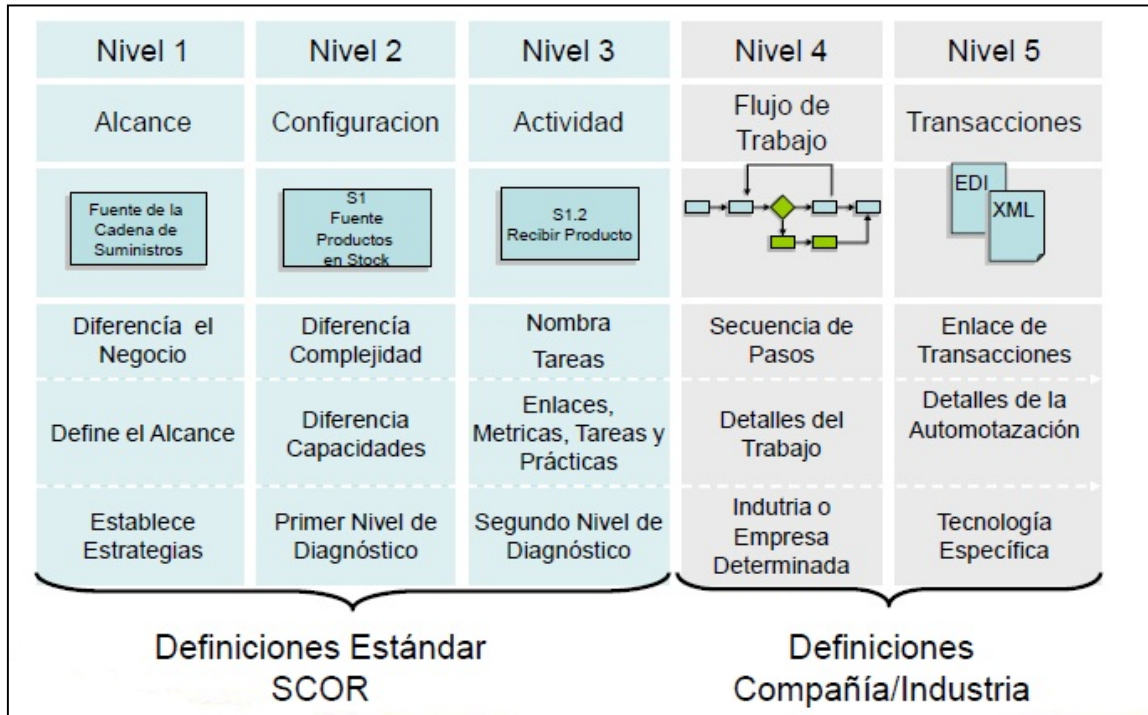 Nivel 1
Nivel 2
Nivel 3
Nivel 4
Nivel 5
Alcance
Configuracion
Actividad
Flujo de
Trabajo
Transacciones
Fuente de la
Cadena de
Suministros
S1
Fuente
Productos
en Stock
S1.2
Recibir Producto
EDI
XML
Diferencía el
Negocio
Diferencía
Complejidad
Nombra
Tareas
Secuencia de
Pasos
Enlace de
Transacciones
Define el Alcance
Diferencia
Capacidades
Enlaces,
Metricas, Tareas y
Prácticas
Detalles del
Trabajo
Detalles de la
Automotazación
Establece
Estrategias
Primer Nivel de
Diagnóstico
Segundo Nivel de
Diagnóstico
Indutria o
Empresa
Determinada
Tecnología
Específica
Definiciones Estándar
SCOR
Definiciones
Compañía/Industria